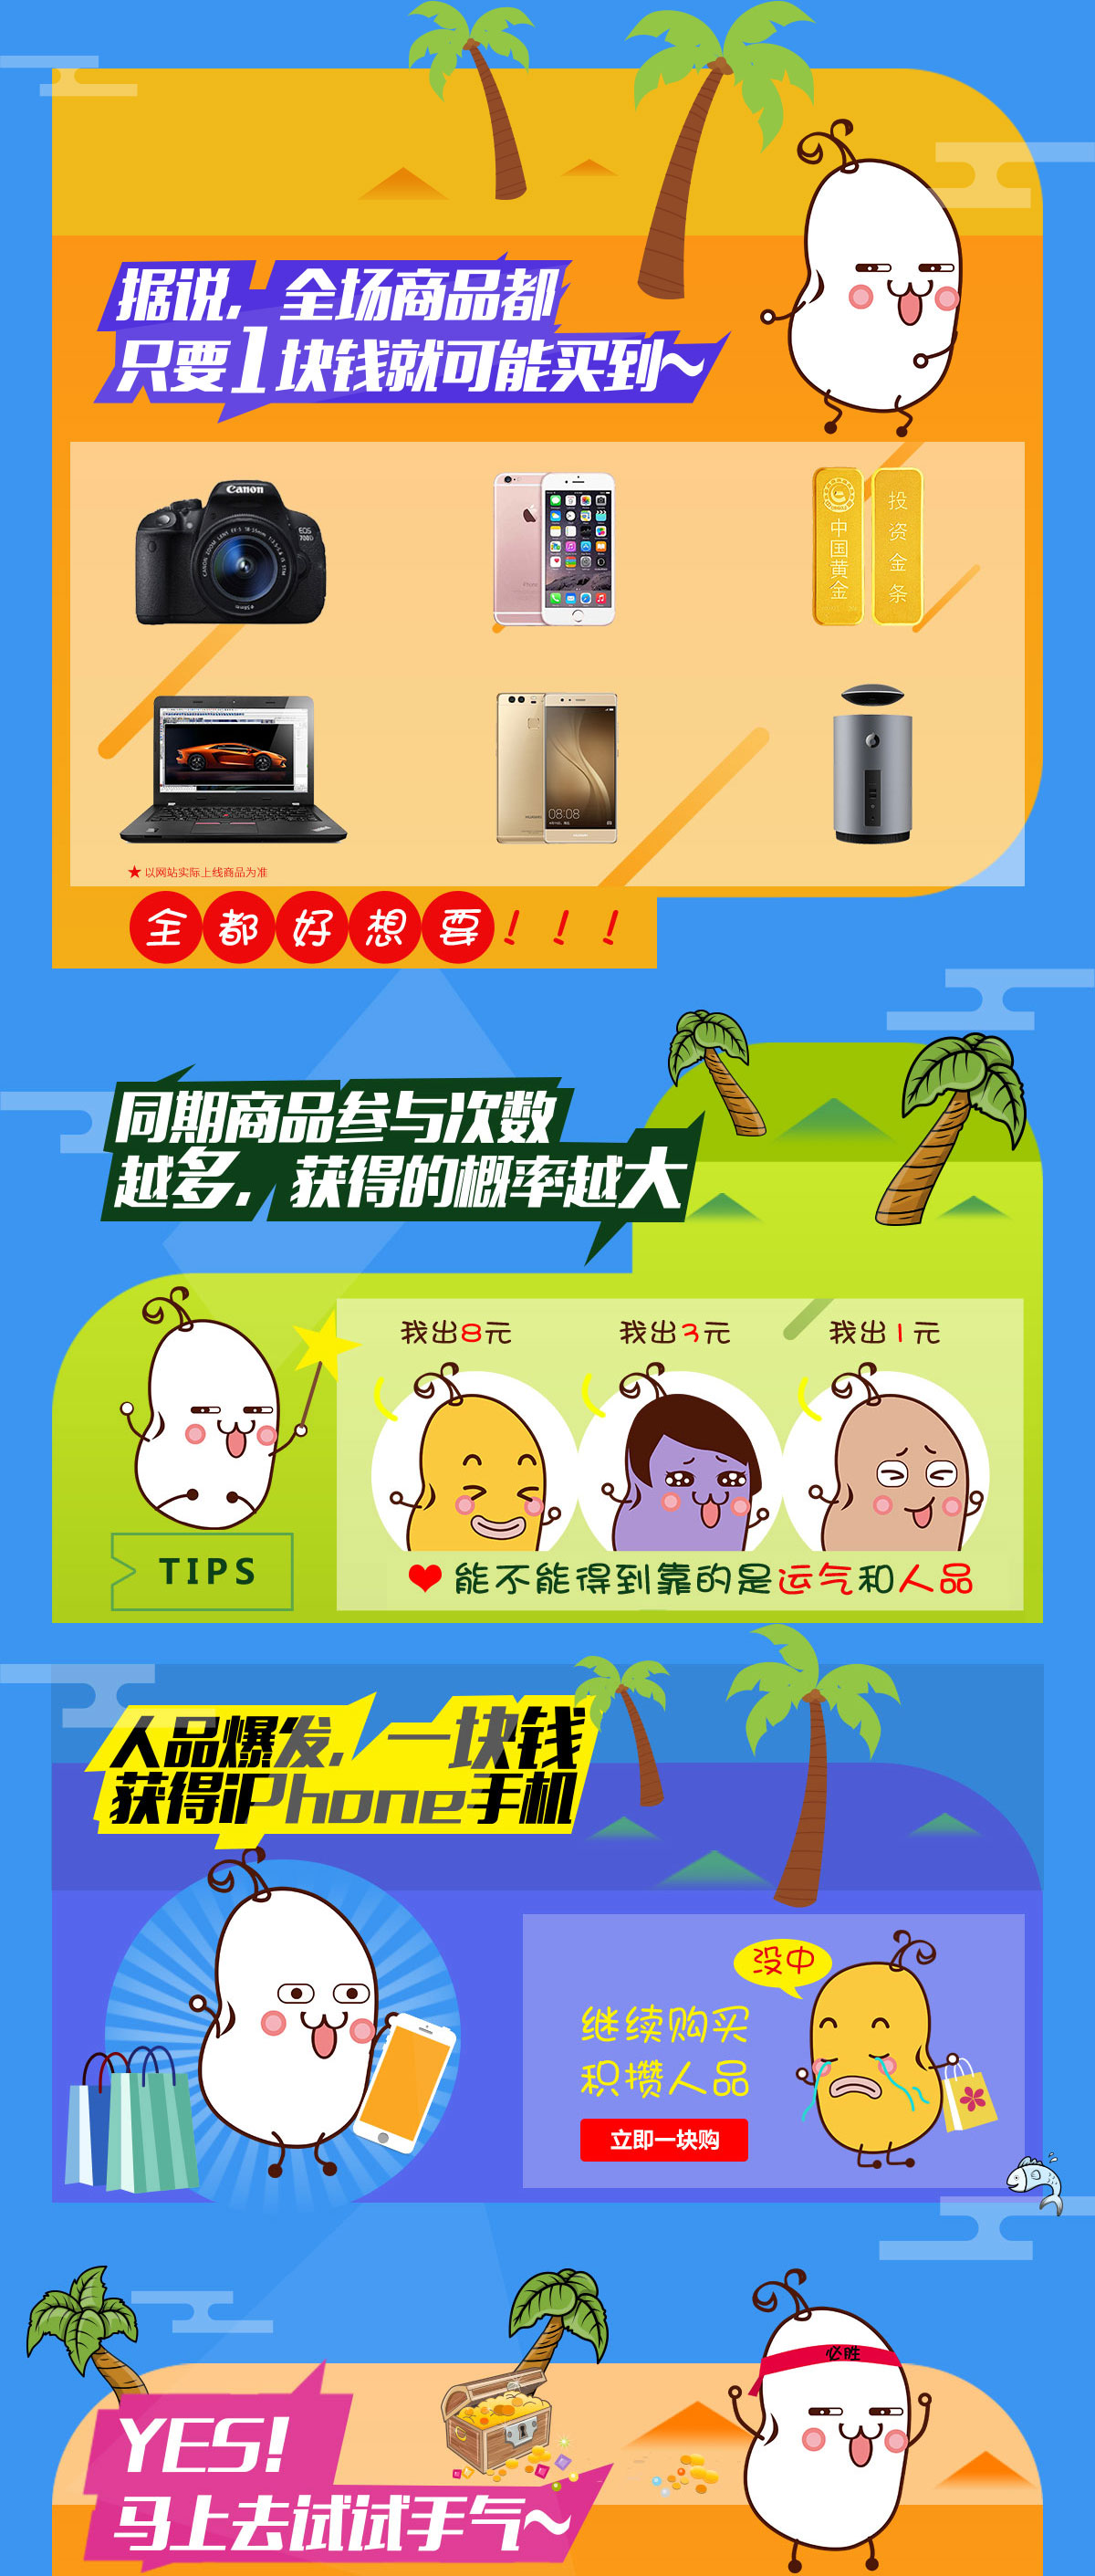 据说，全场商品都
只要1块钱就可能买到~
Canon
EOS
700D
中国黄金
投资金条
08:08
★ 以网站实际上线商品为准
全都好想要！！！
同期商品参与次数
越多，获得的概率越大
我出8元
我出3元
我出1元
TIPS
能不能得到靠的是运气和人品
人品爆发，一块钱
获得iPhone手机
没中
继续购买
积攒人品
立即一块购
必胜
YES!
马上去试试手气~